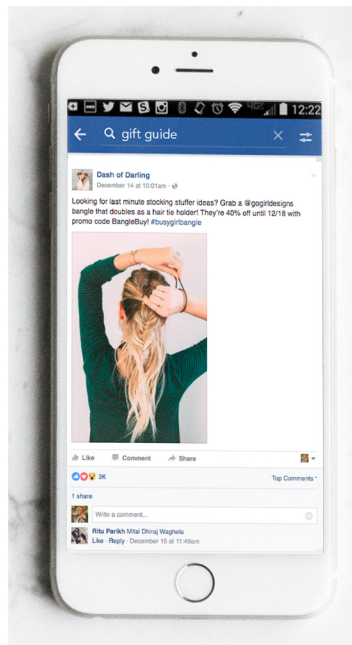 12:22
gift guide
Dash of Darling
December 14 at 10:01am
Looking for last minute stocking stuffer ideas? Grab a @gogirldesigns
bangle that doubles as a hair tie holder! They're 40% off until 12/18 with
promo code BangleBuy! #busygirlbangle
Like Comment Share
3K Top Comments
1 share
Write a comment...
Ritu Parikh Mital Dhiraj Waghela
Like · Reply · December 15 at 11:49am